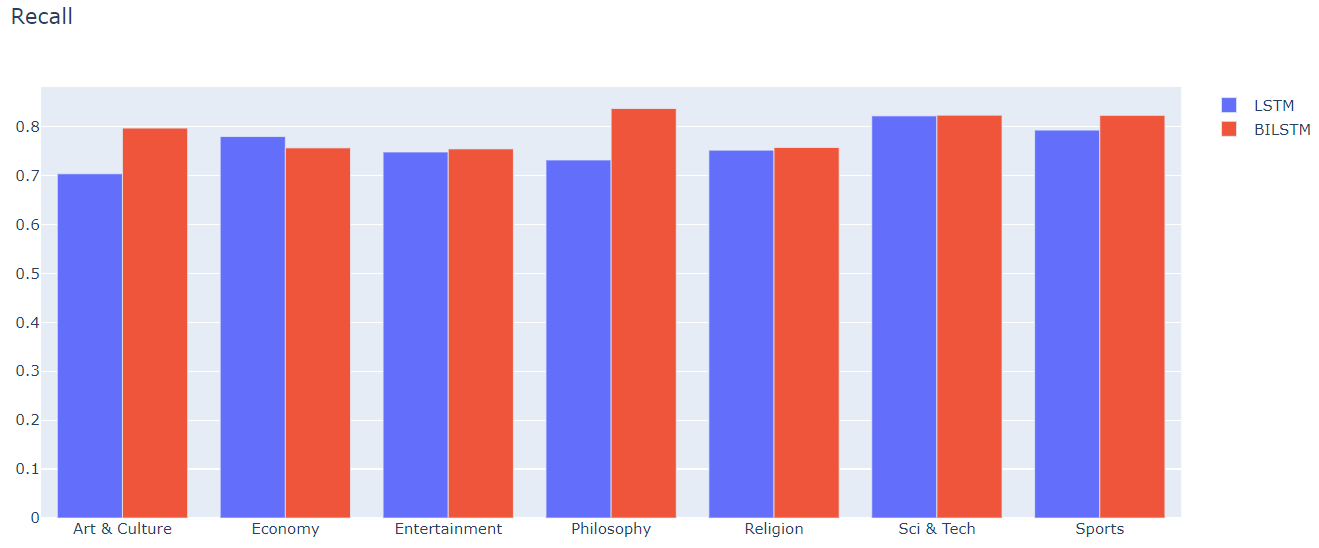 Recall
LSTM
BILSTM
0.8
0.7
0.6
0.5
0.4
0.3
0.2
0.1
0
Art & Culture
Economy
Entertainment
Philosophy
Religion
Sci & Tech
Sports